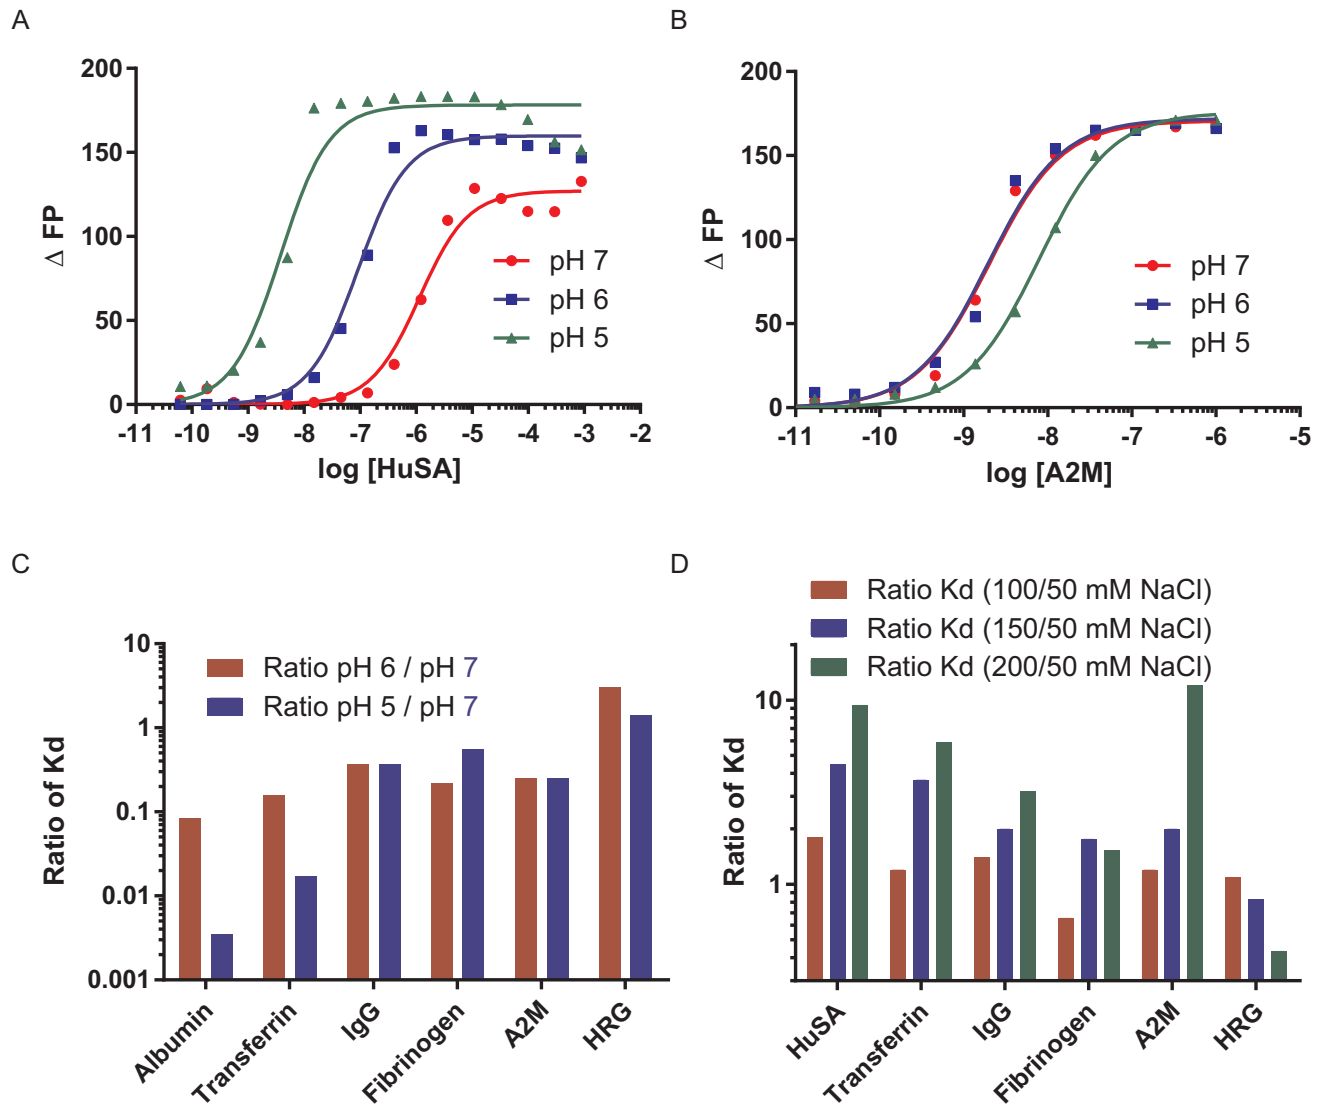 A
200
150
100
50
0
Δ FP
-11 -10 -9 -8 -7 -6 -5 -4 -3 -2
log [HuSA]
pH 7
pH 6
pH 5
B
200
150
100
50
0
Δ FP
-11 -10 -9 -8 -7 -6 -5
log [A2M]
pH 7
pH 6
pH 5
C
10
1
0.1
0.01
0.001
Ratio of Kd
Ratio pH 6 / pH 7
Ratio pH 5 / pH 7
Albumin
Transferrin
IgG
Fibrinogen
A2M
HRG
D
Ratio Kd (100/50 mM NaCl)
Ratio Kd (150/50 mM NaCl)
Ratio Kd (200/50 mM NaCl)
10
1
Ratio of Kd
HuSA
Transferrin
IgG
Fibrinogen
A2M
HRG